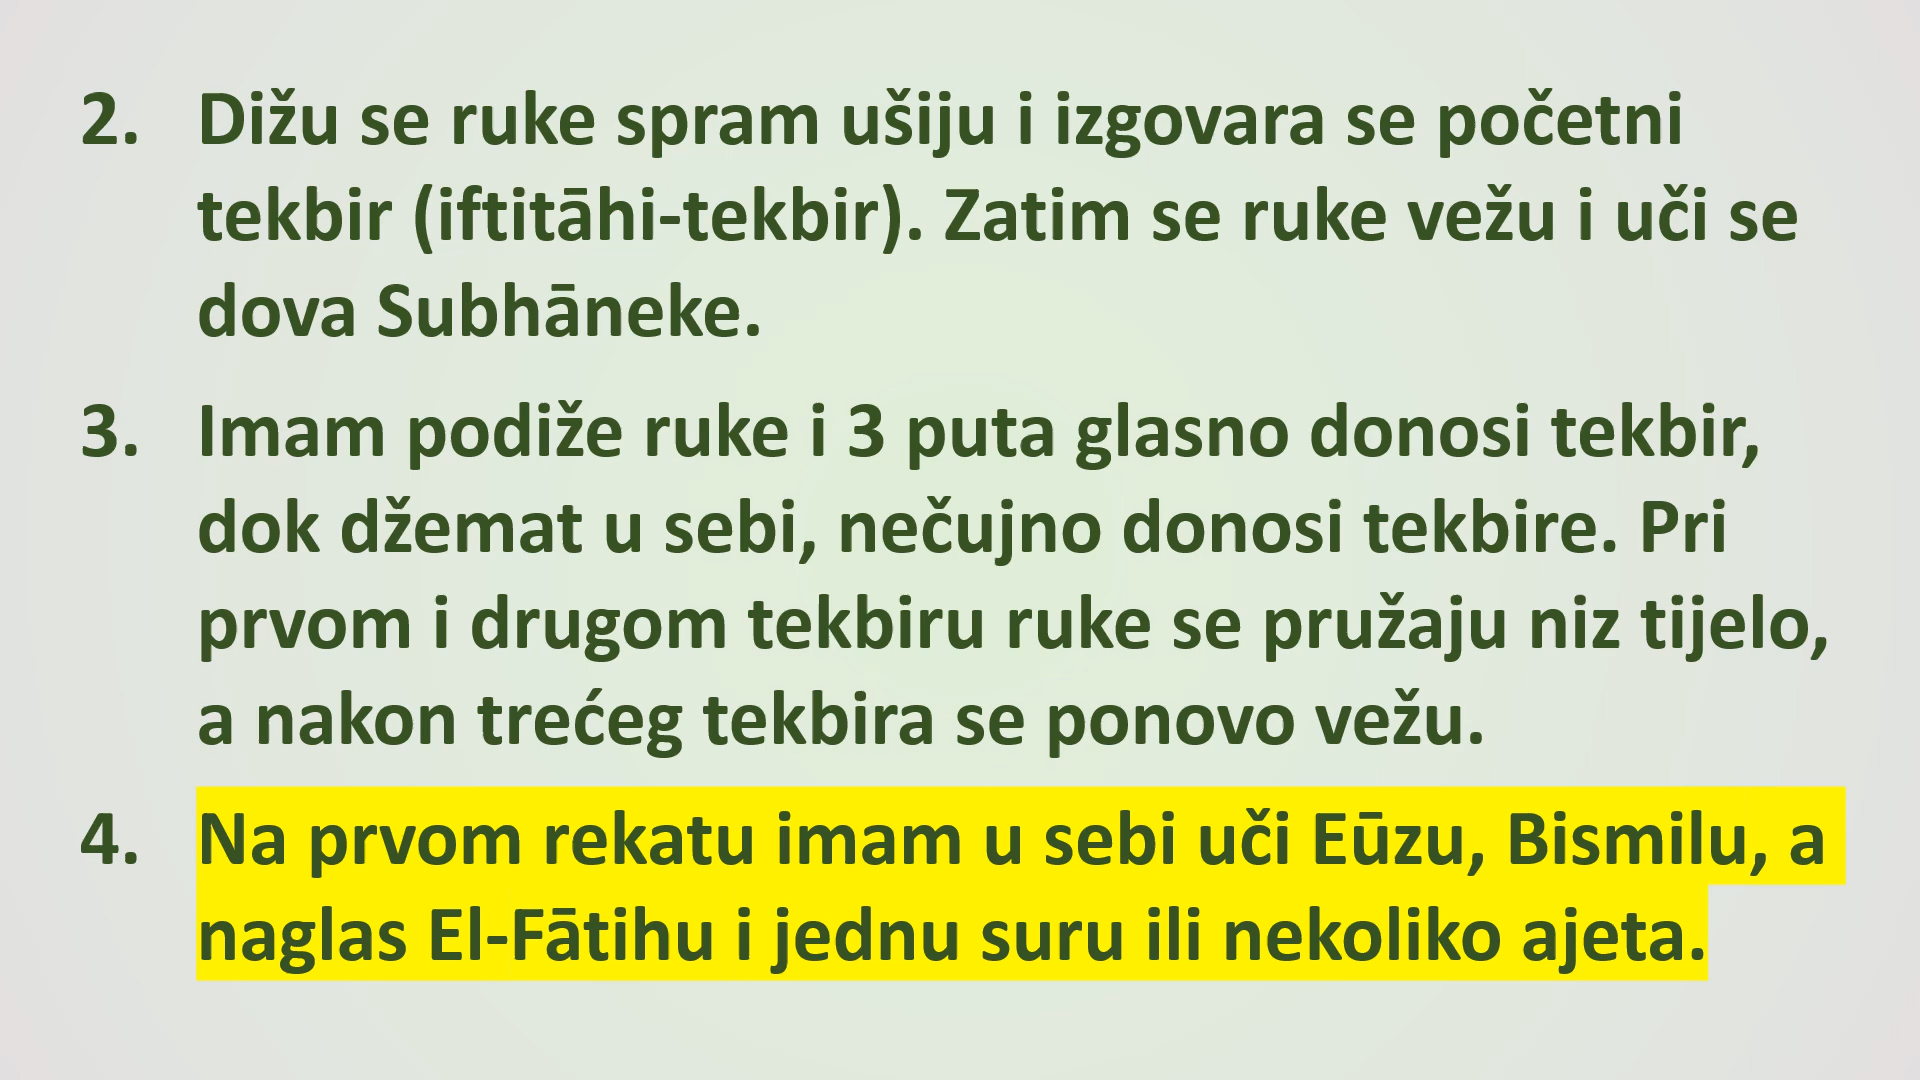 2. Dižu se ruke spram ušiju i izgovara se početni
tekbir (iftitāhi-tekbir). Zatim se ruke vežu i uči se
dova Subhāneke.
3. Imam podiže ruke i 3 puta glasno donosi tekbir,
dok džemat u sebi, nečujno donosi tekbire. Pri
prvom i drugom tekbiru ruke se pružaju niz tijelo,
a nakon trećeg tekbira se ponovo vežu.
4. Na prvom rekatu imam u sebi uči Eūzu, Bismilu, a
naglas El-Fātihu i jednu suru ili nekoliko ajeta.